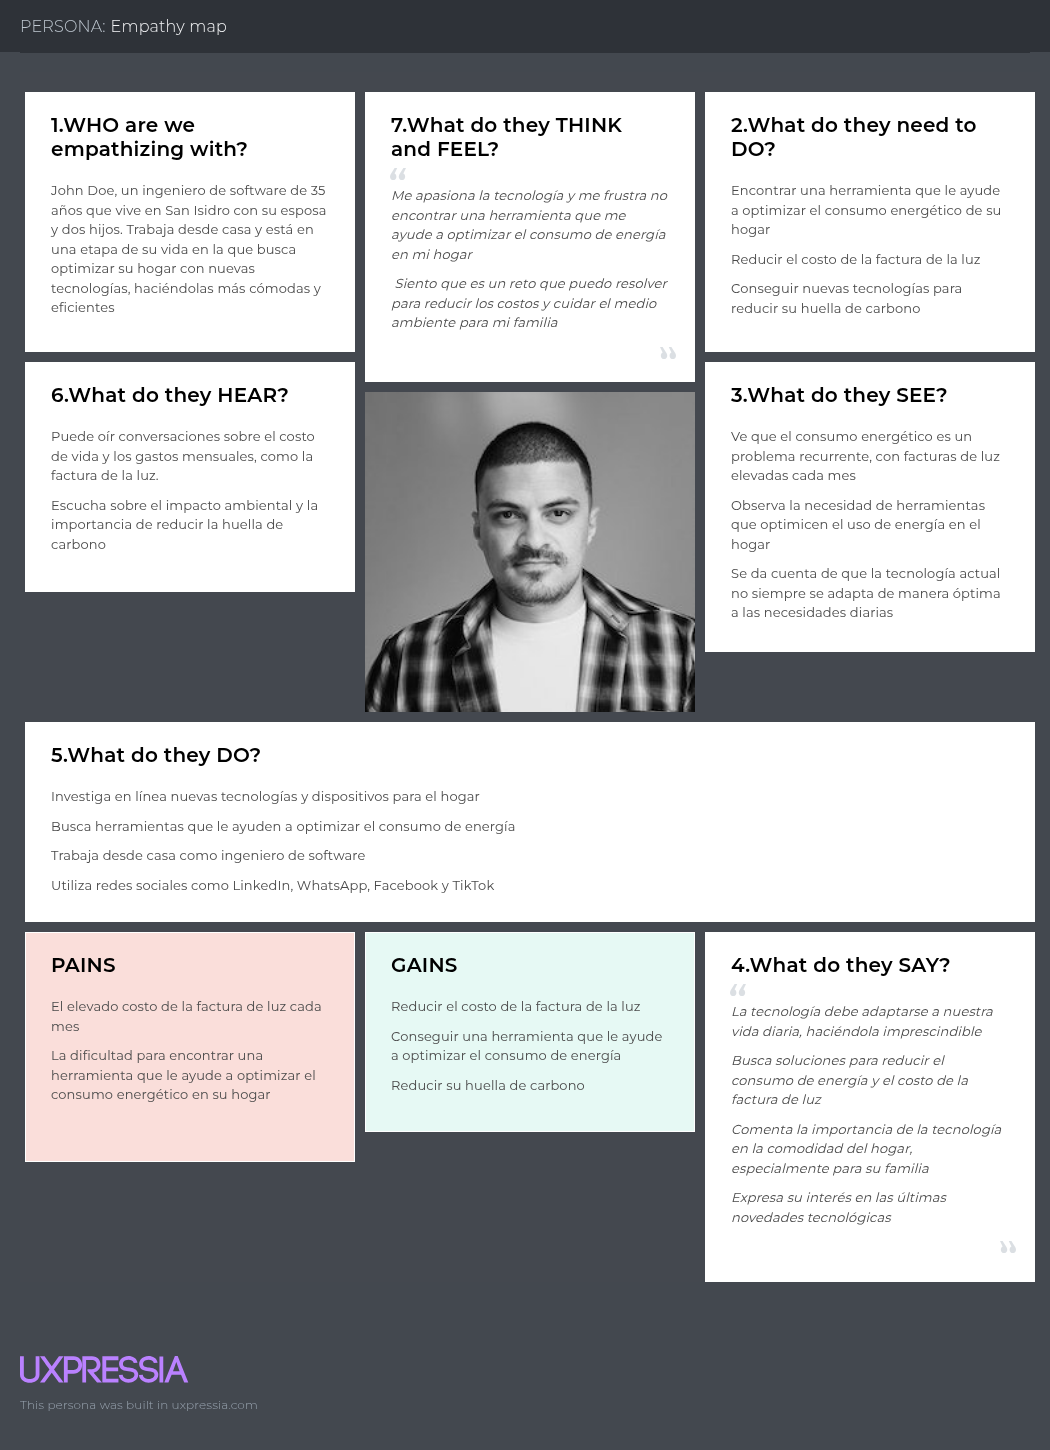 PERSONA: Empathy map
1.WHO are we
empathizing with?
John Doe, un ingeniero de software de 35
años que vive en San Isidro con su esposa
y dos hijos. Trabaja desde casa y está en
una etapa de su vida en la que busca
optimizar su hogar con nuevas
tecnologías, haciéndolas más cómodas y
eficientes
7.What do they THINK
and FEEL?
“
Me apasiona la tecnología y me frustra no
encontrar una herramienta que me
ayude a optimizar el consumo de energía
en mi hogar
Siento que es un reto que puedo resolver
para reducir los costos y cuidar el medio
ambiente para mi familia
”
2.What do they need to
DO?
Encontrar una herramienta que le ayude
a optimizar el consumo energético de su
hogar
Reducir el costo de la factura de la luz
Conseguir nuevas tecnologías para
reducir su huella de carbono
6.What do they HEAR?
Puede oír conversaciones sobre el costo
de vida y los gastos mensuales, como la
factura de la luz.
Escucha sobre el impacto ambiental y la
importancia de reducir la huella de
carbono
3.What do they SEE?
Ve que el consumo energético es un
problema recurrente, con facturas de luz
elevadas cada mes
Observa la necesidad de herramientas
que optimicen el uso de energía en el
hogar
Se da cuenta de que la tecnología actual
no siempre se adapta de manera óptima
a las necesidades diarias
5.What do they DO?
Investiga en línea nuevas tecnologías y dispositivos para el hogar
Busca herramientas que le ayuden a optimizar el consumo de energía
Trabaja desde casa como ingeniero de software
Utiliza redes sociales como LinkedIn, WhatsApp, Facebook y TikTok
PAINS
El elevado costo de la factura de luz cada
mes
La dificultad para encontrar una
herramienta que le ayude a optimizar el
consumo energético en su hogar
GAINS
Reducir el costo de la factura de la luz
Conseguir una herramienta que le ayude
a optimizar el consumo de energía
Reducir su huella de carbono
4.What do they SAY?
“
La tecnología debe adaptarse a nuestra
vida diaria, haciéndola imprescindible
Busca soluciones para reducir el
consumo de energía y el costo de la
factura de luz
Comenta la importancia de la tecnología
en la comodidad del hogar,
especialmente para su familia
Expresa su interés en las últimas
novedades tecnológicas
”
UXPRESSIA
This persona was built in uxpressia.com